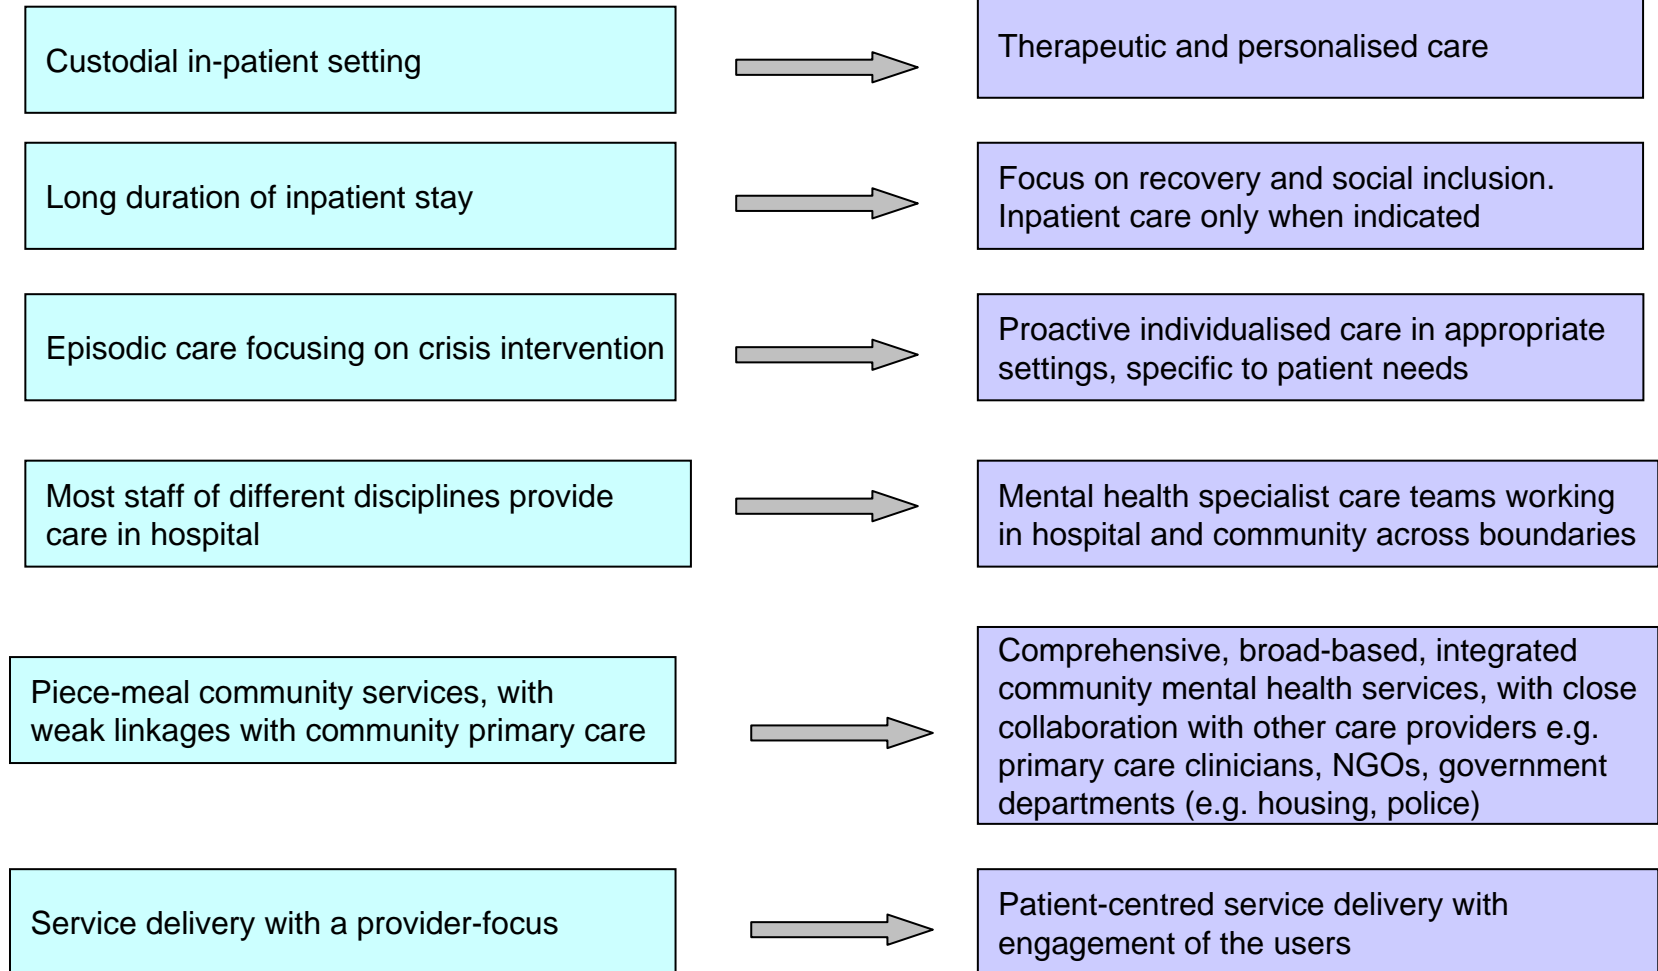 Custodial in-patient setting
Therapeutic and personalised care
Long duration of inpatient stay
Focus on recovery and social inclusion.
Inpatient care only when indicated
Episodic care focusing on crisis intervention
Proactive individualised care in appropriate
settings, specific to patient needs
Most staff of different disciplines provide
care in hospital
Mental health specialist care teams working
in hospital and community across boundaries
Piece-meal community services, with
weak linkages with community primary care
Comprehensive, broad-based, integrated
community mental health services, with close
collaboration with other care providers e.g.
primary care clinicians, NGOs, government
departments (e.g. housing, police)
Service delivery with a provider-focus
Patient-centred service delivery with
engagement of the users